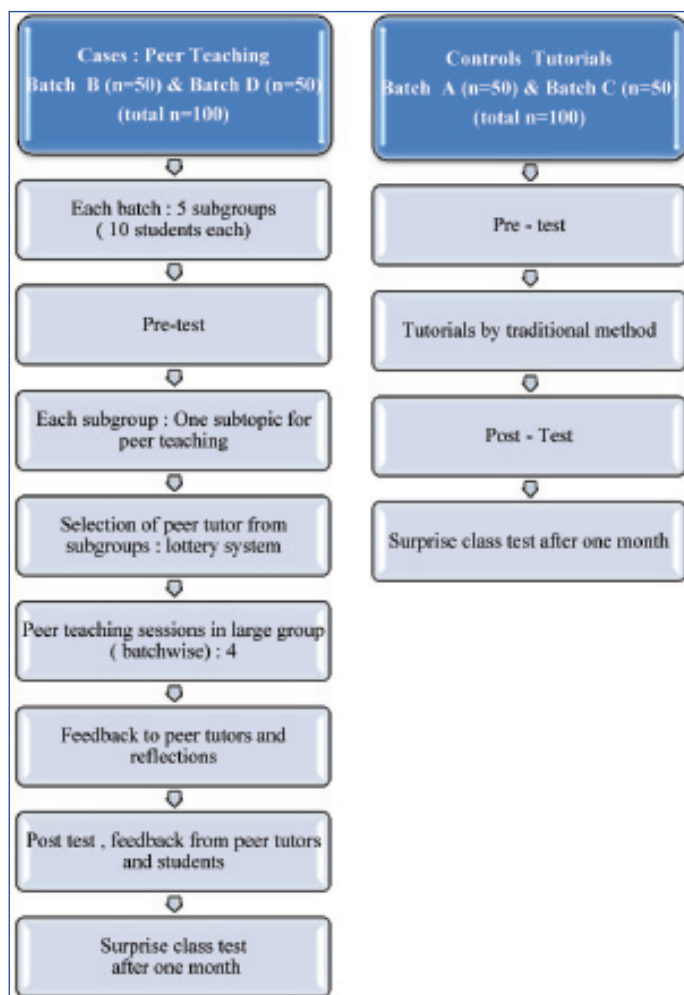 Cases : Peer Teaching
Batch B (n=50) & Batch D (n=50)
(total n=100)
Each batch : 5 subgroups
( 10 students each)
Pre-test
Each subgroup : One subtopic for
peer teaching
Selection of peer tutor from
subgroups : lottery system
Peer teaching sessions in large group
( batchwise) : 4
Feedback to peer tutors and
reflections
Post test , feedback from peer tutors
and students
Surprise class test
after one month
Controls Tutorials
Batch A (n=50) & Batch C (n=50)
(total n=100)
Pre - test
Tutorials by traditional method
Post - Test
Surprise class test after one month